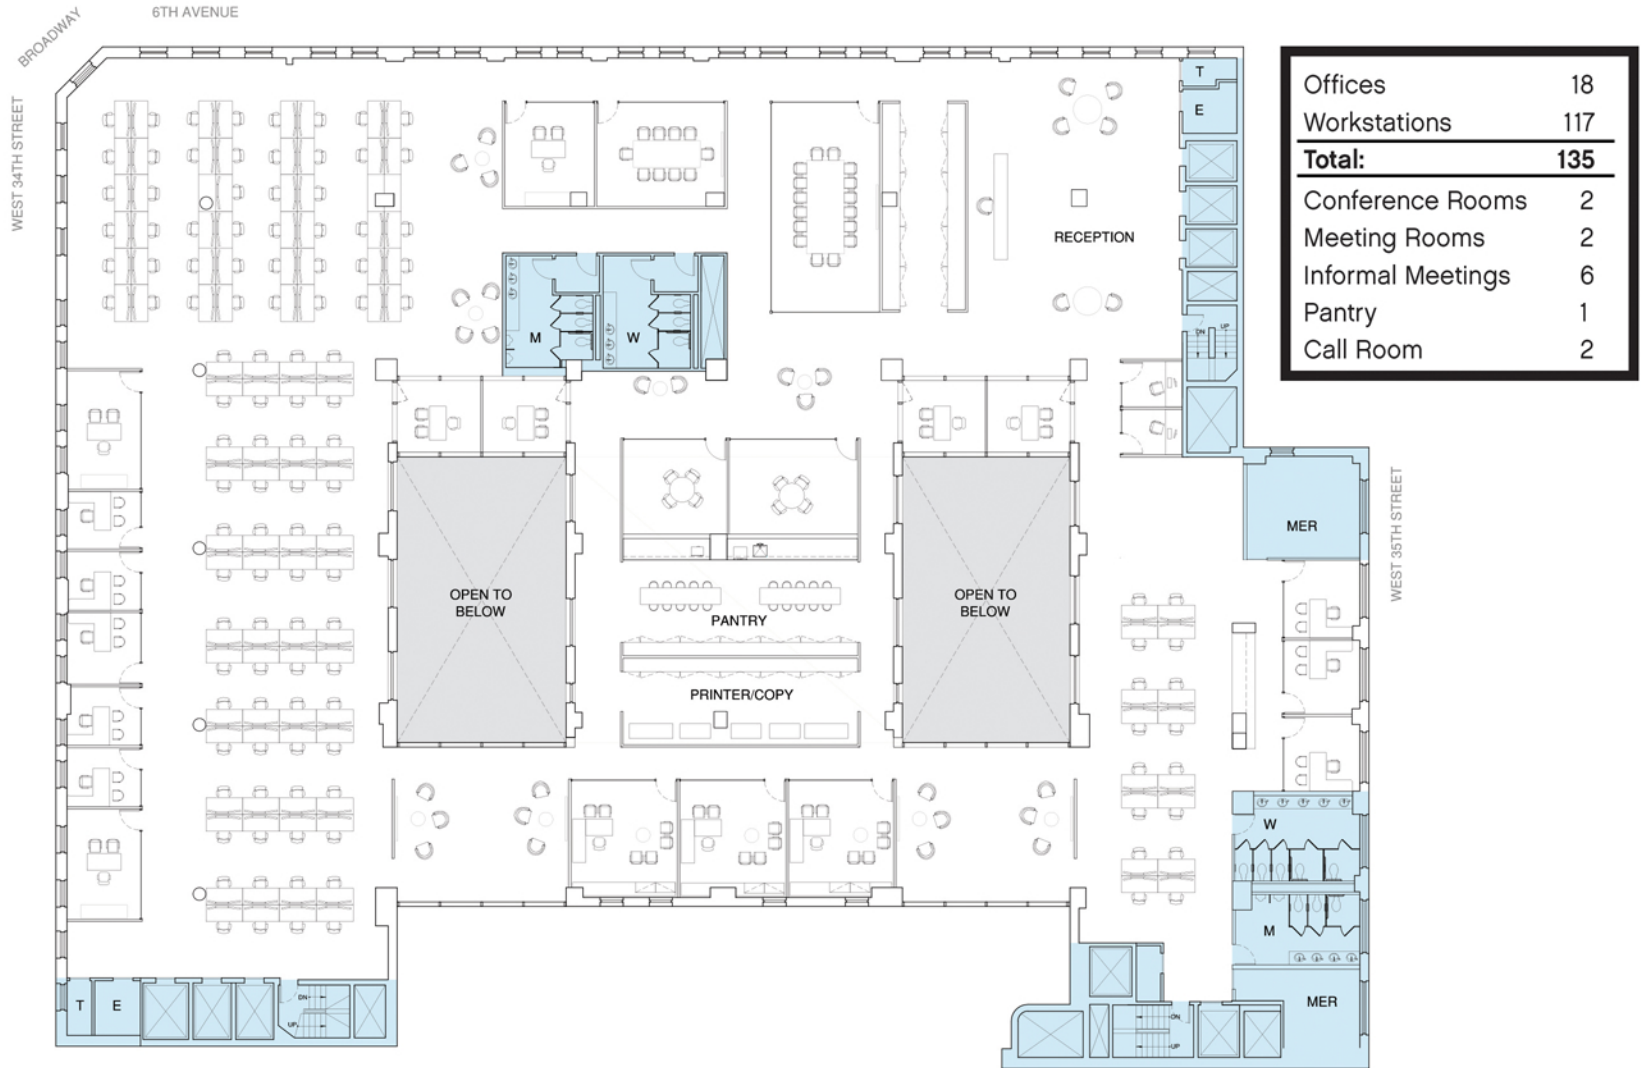 6TH AVENUE
BROADWAY
WEST 34TH STREET
Offices 18
Workstations 117
Total: 135
Conference Rooms 2
Meeting Rooms 2
Informal Meetings 6
Pantry 1
Call Room 2
T
E
RECEPTION
DN UP
M W
MER
WEST 35TH STREET
OPEN TO
BELOW
OPEN TO
BELOW
PANTRY
PRINTER/COPY
W
M
T E
DN
UP
MER
DN
UP